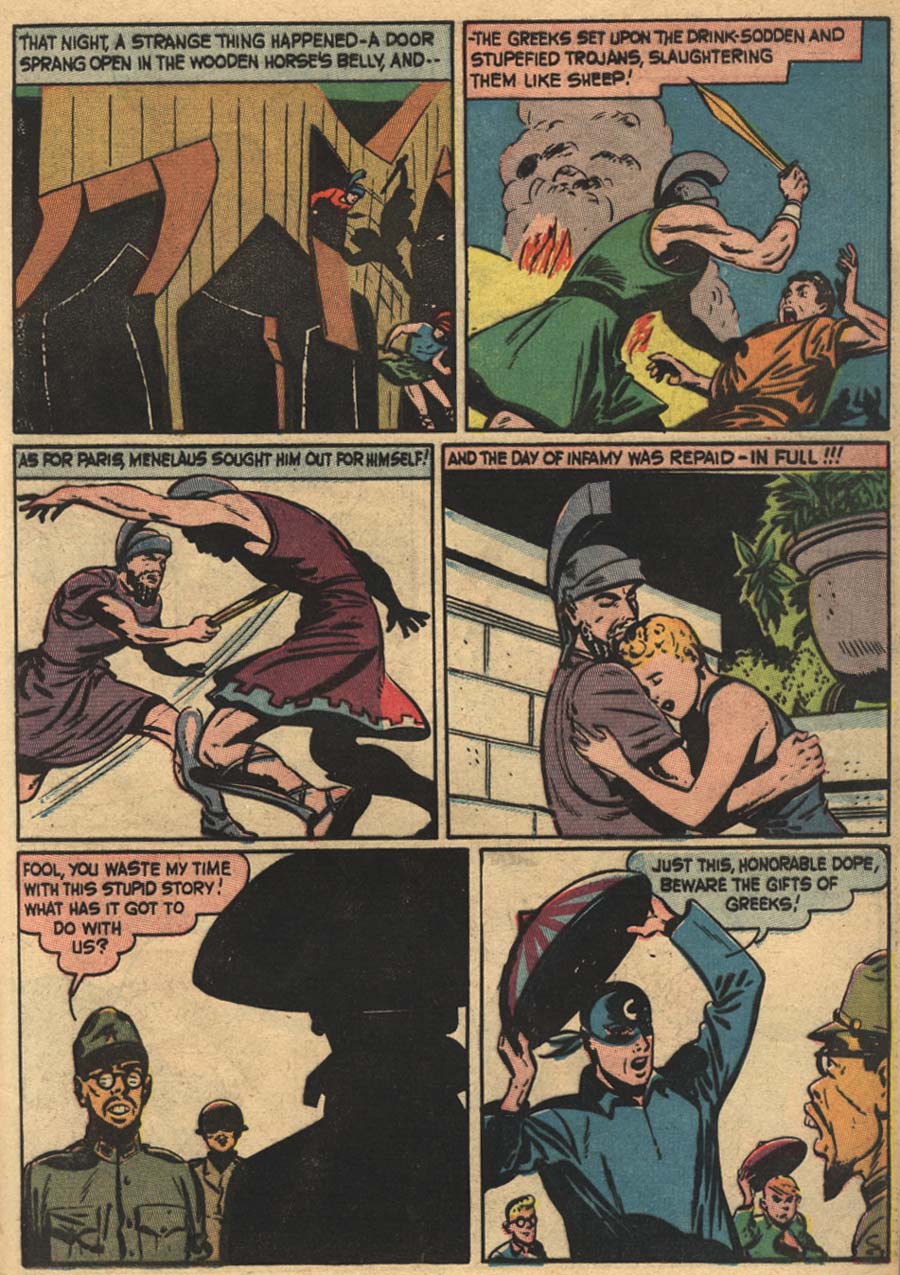 THAT NIGHT, A STRANGE THING HAPPENED-A DOOR
SPRANG OPEN IN THE WOODEN HORSE'S BELLY, AND--
-THE GREEKS SET UPON THE DRINK-SODDEN AND
STUPEFIED TROJANS, SLAUGHTERING
THEM LIKE SHEEP!
AS FOR PARIS, MENELAUS SOUGHT HIM OUT FOR HIMSELF!
AND THE DAY OF INFAMY WAS REPAID-IN FULL!!!
FOOL, YOU WASTE MY TIME
WITH THIS STUPID STORY!
WHAT HAS IT GOT TO
DO WITH
US?
JUST THIS, HONORABLE DOPE,
BEWARE THE GIFTS OF
GREEKS!